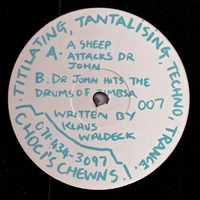 · TITILATING, TANTALISING, TECHNO, TRANCE. ·
A: A SHEEP
ATTACKS DR
JOHN
B. DR JOHN HITS THE
DRUMS OF ZIMBSA
007
WRITTEN BY
KLAUS
WALDECK
071-434-3097
CHOCI'S CHEWNS.